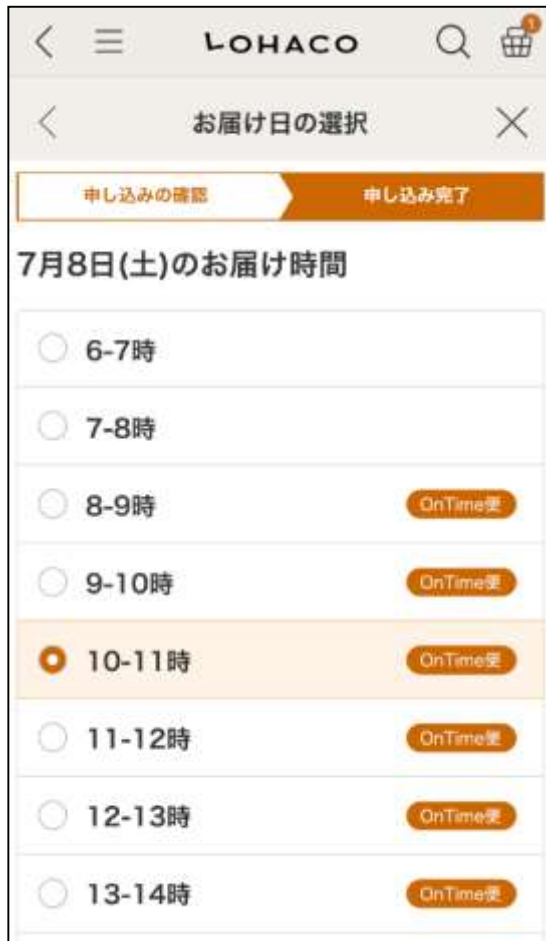 LOHACO
1
お届け日の選択
申し込みの確認
申し込み完了
7月8日(土)のお届け時間
6-7時
7-8時
8-9時 OnTime便
9-10時 OnTime便
10-11時 OnTime便
11-12時 OnTime便
12-13時 OnTime便
13-14時 OnTime便